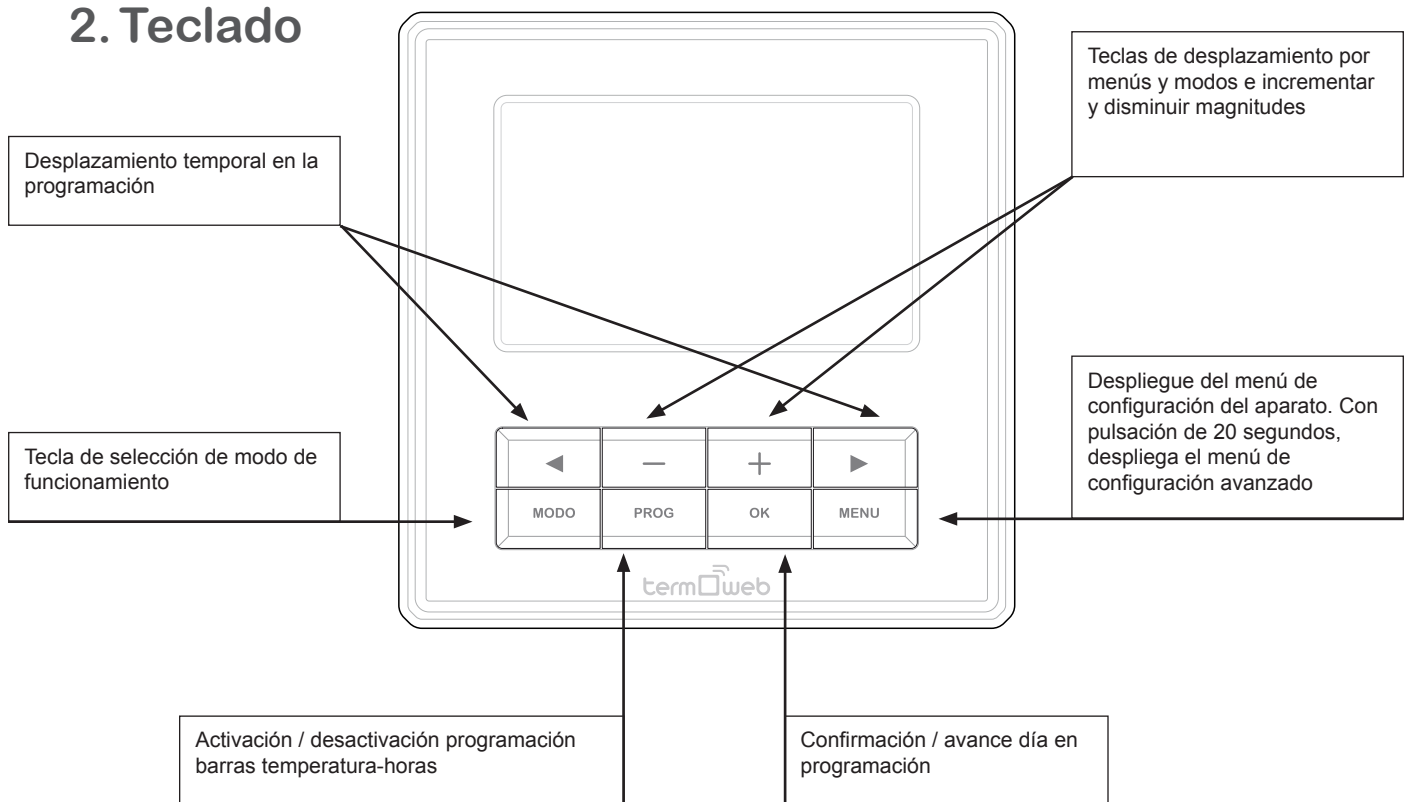 2. Teclado
Teclas de desplazamiento por
menús y modos e incrementar
y disminuir magnitudes
Desplazamiento temporal en la
programación
Despliegue del menú de
configuración del aparato. Con
pulsación de 20 segundos,
despliega el menú de
configuración avanzado
Tecla de selección de modo de
funcionamiento
◀ — + ▶
MODO PROG OK MENU
termoweb
Activación / desactivación programación
barras temperatura-horas
Confirmación / avance día en
programación